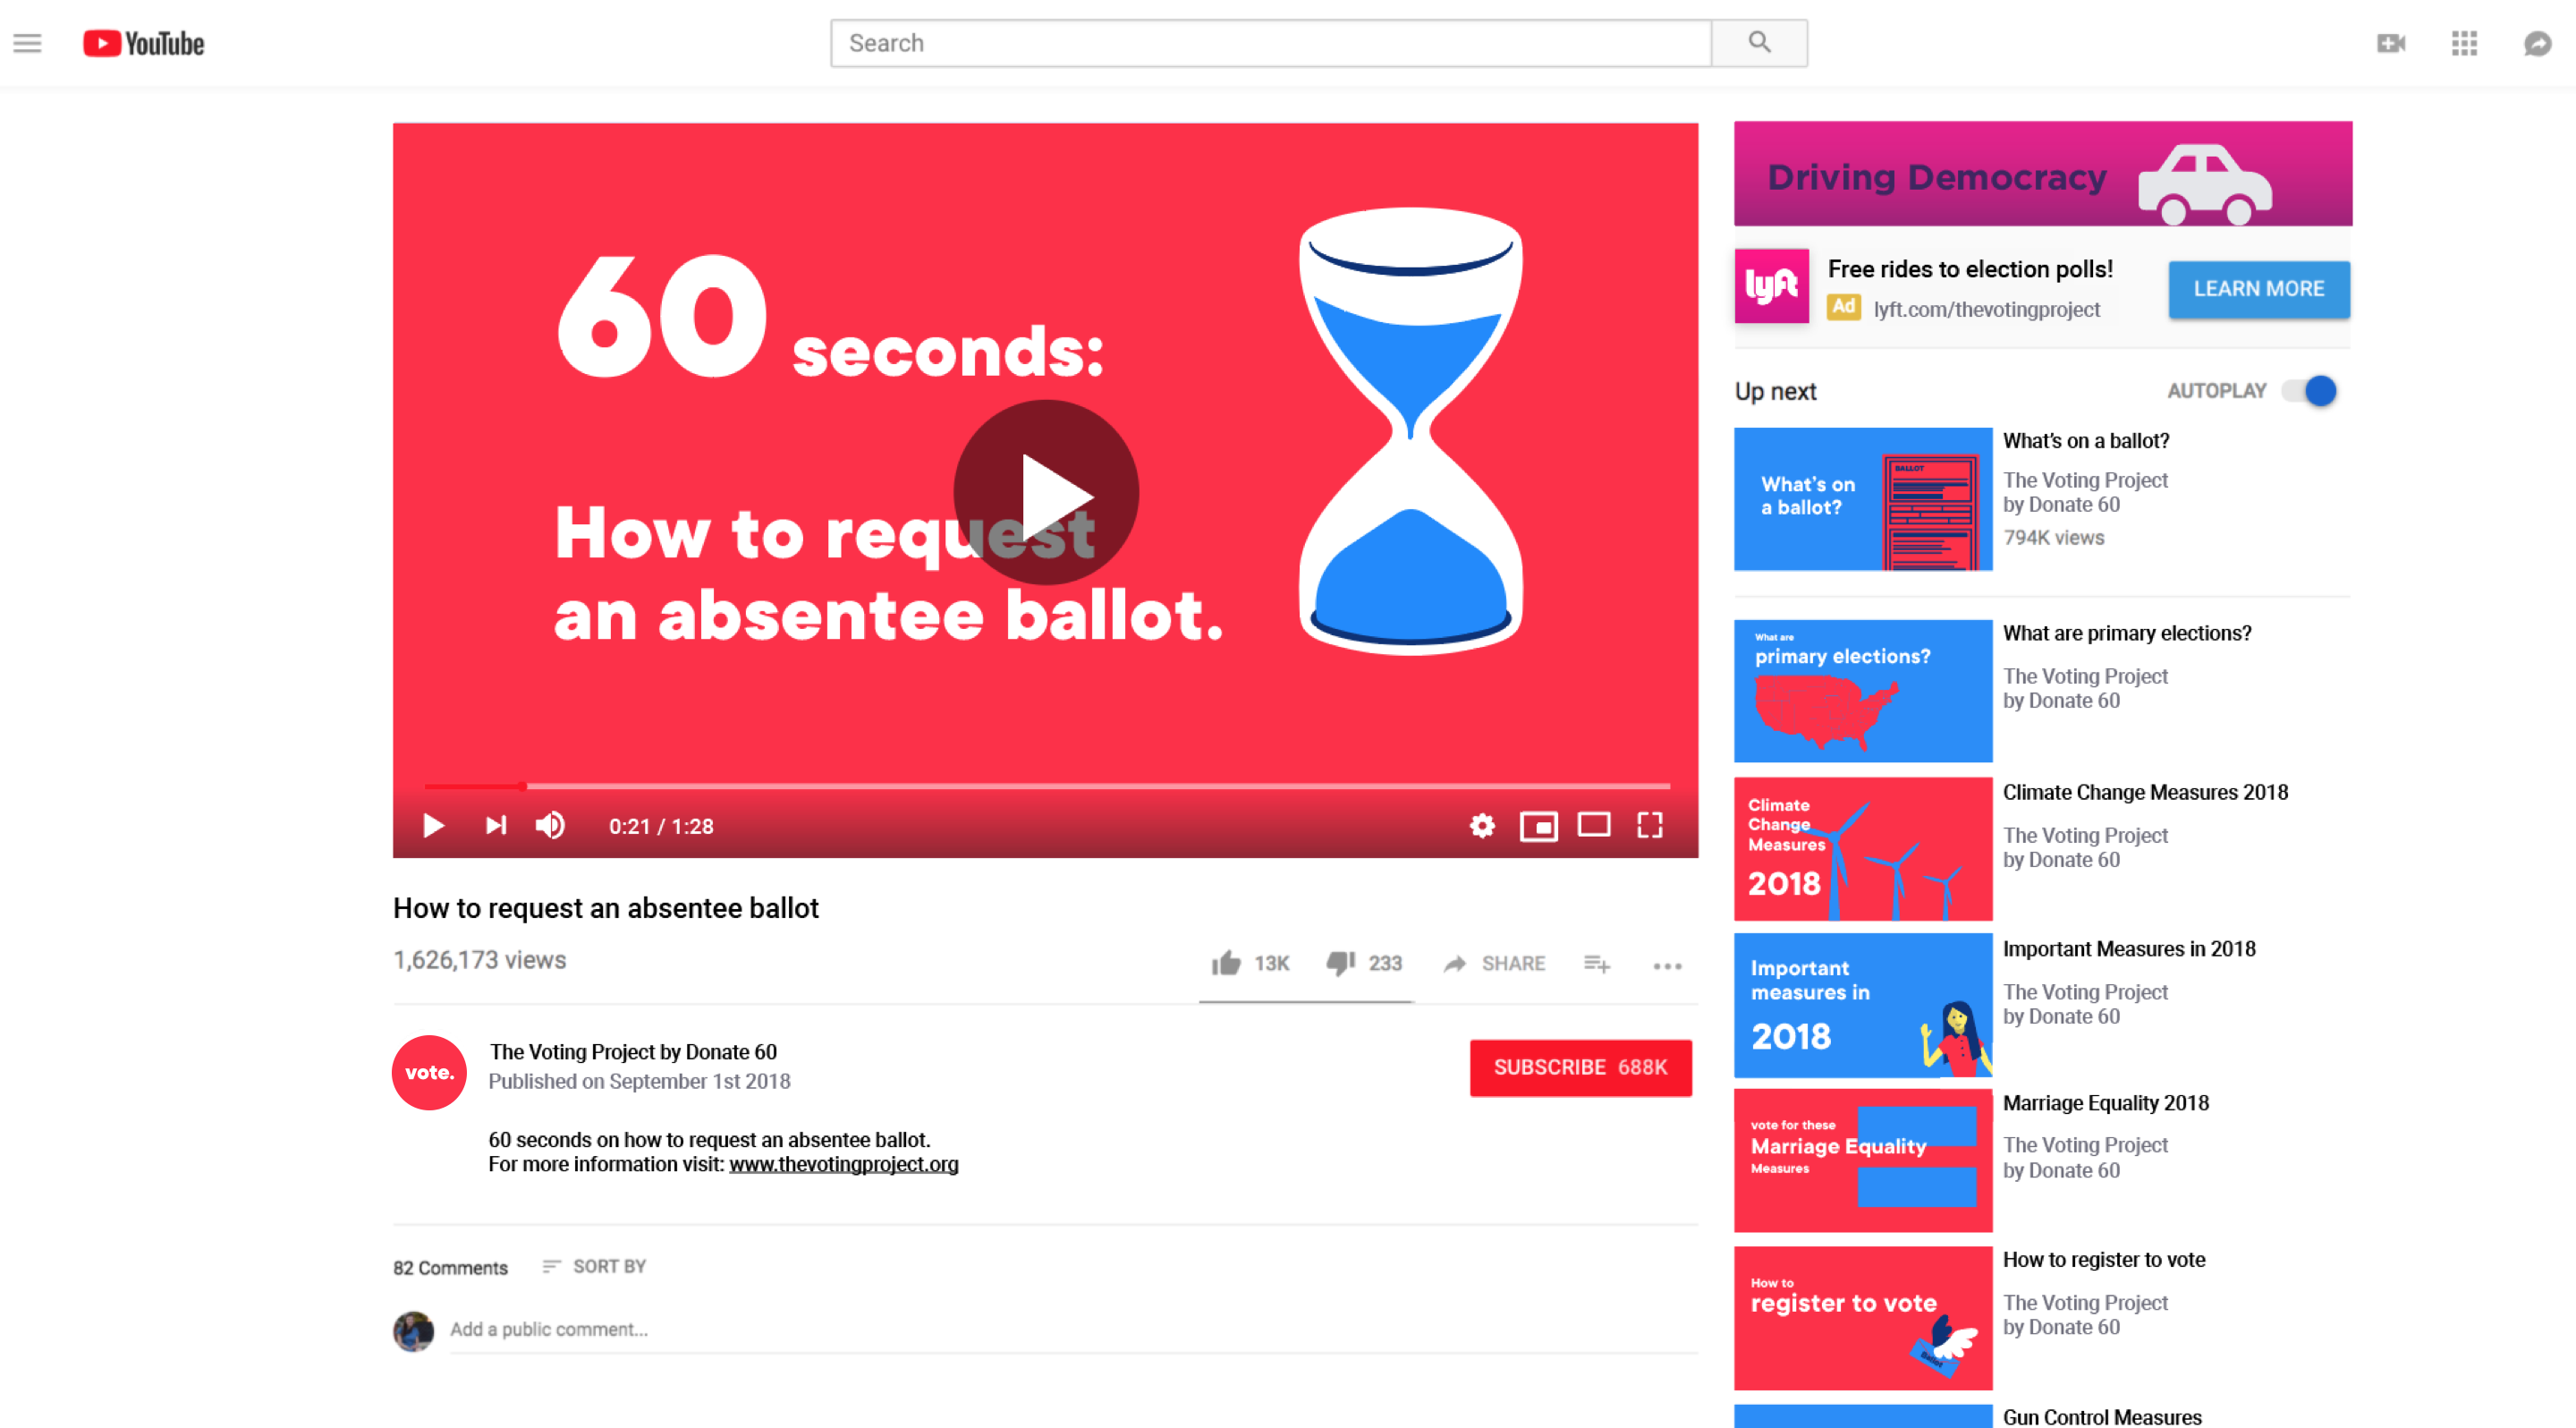 YouTube
Search
60 seconds:
How to request
an absentee ballot.
0:21 / 1:28
How to request an absentee ballot
1,626,173 views
13K
233
SHARE
vote.
The Voting Project by Donate 60
Published on September 1st 2018
SUBSCRIBE 688K
60 seconds on how to request an absentee ballot.
For more information visit: www.thevotingproject.org
82 Comments
SORT BY
Add a public comment...
Driving Democracy
lyft
Free rides to election polls!
Ad lyft.com/thevotingproject
LEARN MORE
Up next
AUTOPLAY
What's on
a ballot?
BALLOT
What's on a ballot?
The Voting Project
by Donate 60
794K views
What are
primary elections?
What are primary elections?
The Voting Project
by Donate 60
Climate
Change
Measures
2018
Climate Change Measures 2018
The Voting Project
by Donate 60
Important
measures in
2018
Important Measures in 2018
The Voting Project
by Donate 60
vote for these
Marriage Equality
Measures
Marriage Equality 2018
The Voting Project
by Donate 60
How to
register to vote
Ballot
How to register to vote
The Voting Project
by Donate 60
Gun Control Measures